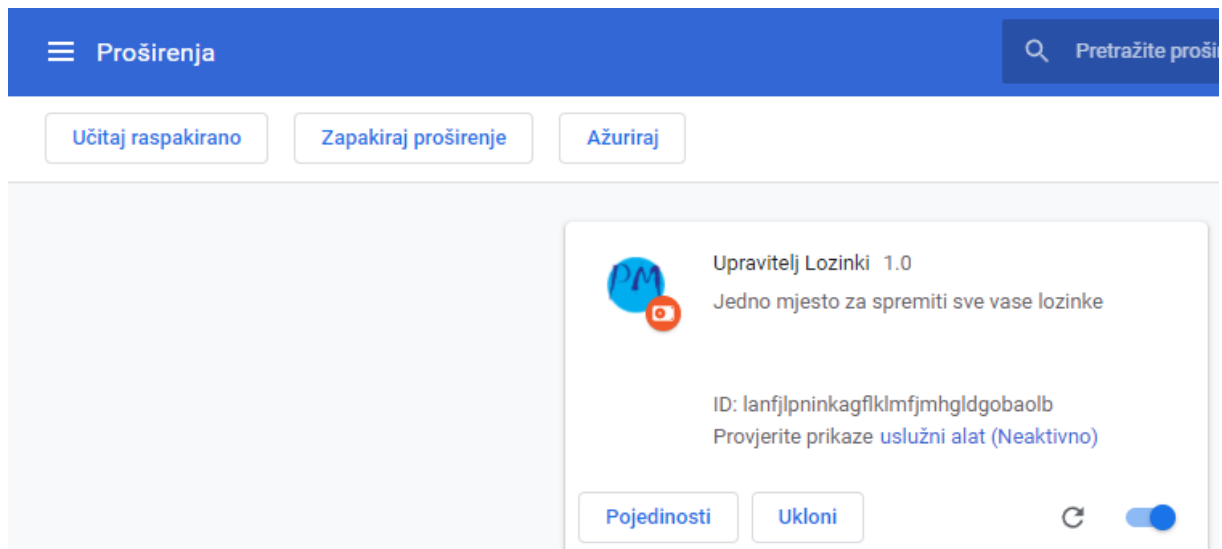 Proširenja
Pretražite proši
Učitaj raspakirano
Zapakiraj proširenje
Ažuriraj
PM
Upravitelj Lozinki 1.0
Jedno mjesto za spremiti sve vase lozinke
ID: lanfjlpninkagflklmfjmhgldgobaolb
Provjerite prikaze uslužni alat (Neaktivno)
Pojedinosti
Ukloni